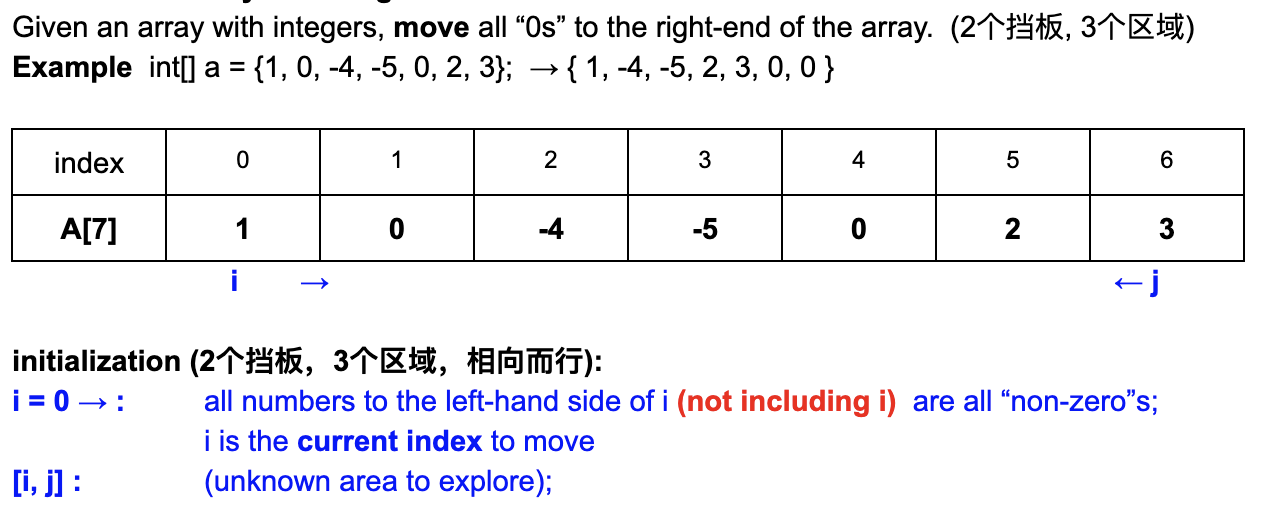 Given an array with integers, move all “0s” to the right-end of the array. (2个挡板, 3个区域)
Example int[] a = {1, 0, -4, -5, 0, 2, 3}; → { 1, -4, -5, 2, 3, 0, 0 }
index 0 1 2 3 4 5 6
A[7] 1 0 -4 -5 0 2 3
i → ← j
initialization (2个挡板，3个区域，相向而行):
i = 0 → : all numbers to the left-hand side of i (not including i) are all “non-zero”s;
i is the current index to move
[i, j] : (unknown area to explore);